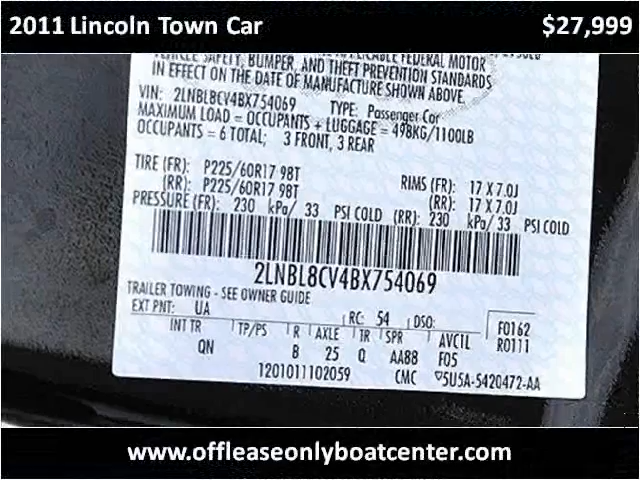 2011 Lincoln Town Car
$27,999
FEDERAL MOTOR
VEHICLE SAFETY, BUMPER, AND THEFT PREVENTION STANDARDS
IN EFFECT ON THE DATE OF MANUFACTURE SHOWN ABOVE.
VIN: 2LNBL8CV4BX754069 TYPE: Passenger Car
MAXIMUM LOAD = OCCUPANTS + LUGGAGE = 498KG/1100LB
OCCUPANTS = 6 TOTAL; 3 FRONT, 3 REAR
TIRE (FR): P225/60R17 98T RIMS (FR): 17 X 7.0J
(RR): P225/60R17 98T (RR): 17 X 7.0J
PRESSURE (FR): 230 kPa/ 33 PSI COLD (RR): 230 kPa/ 33 PSI COLD
2LNBL8CV4BX754069
TRAILER TOWING - SEE OWNER GUIDE
EXT PNT: UA RC: 54 DSO: F0162
R0111
INT TR TP/PS R AXLE TR SPR AVCIL
QN B 25 Q AA88 F05
1201011102059 CMC 5U5A-5420472-AA
www.offleaseonlyboatcenter.com